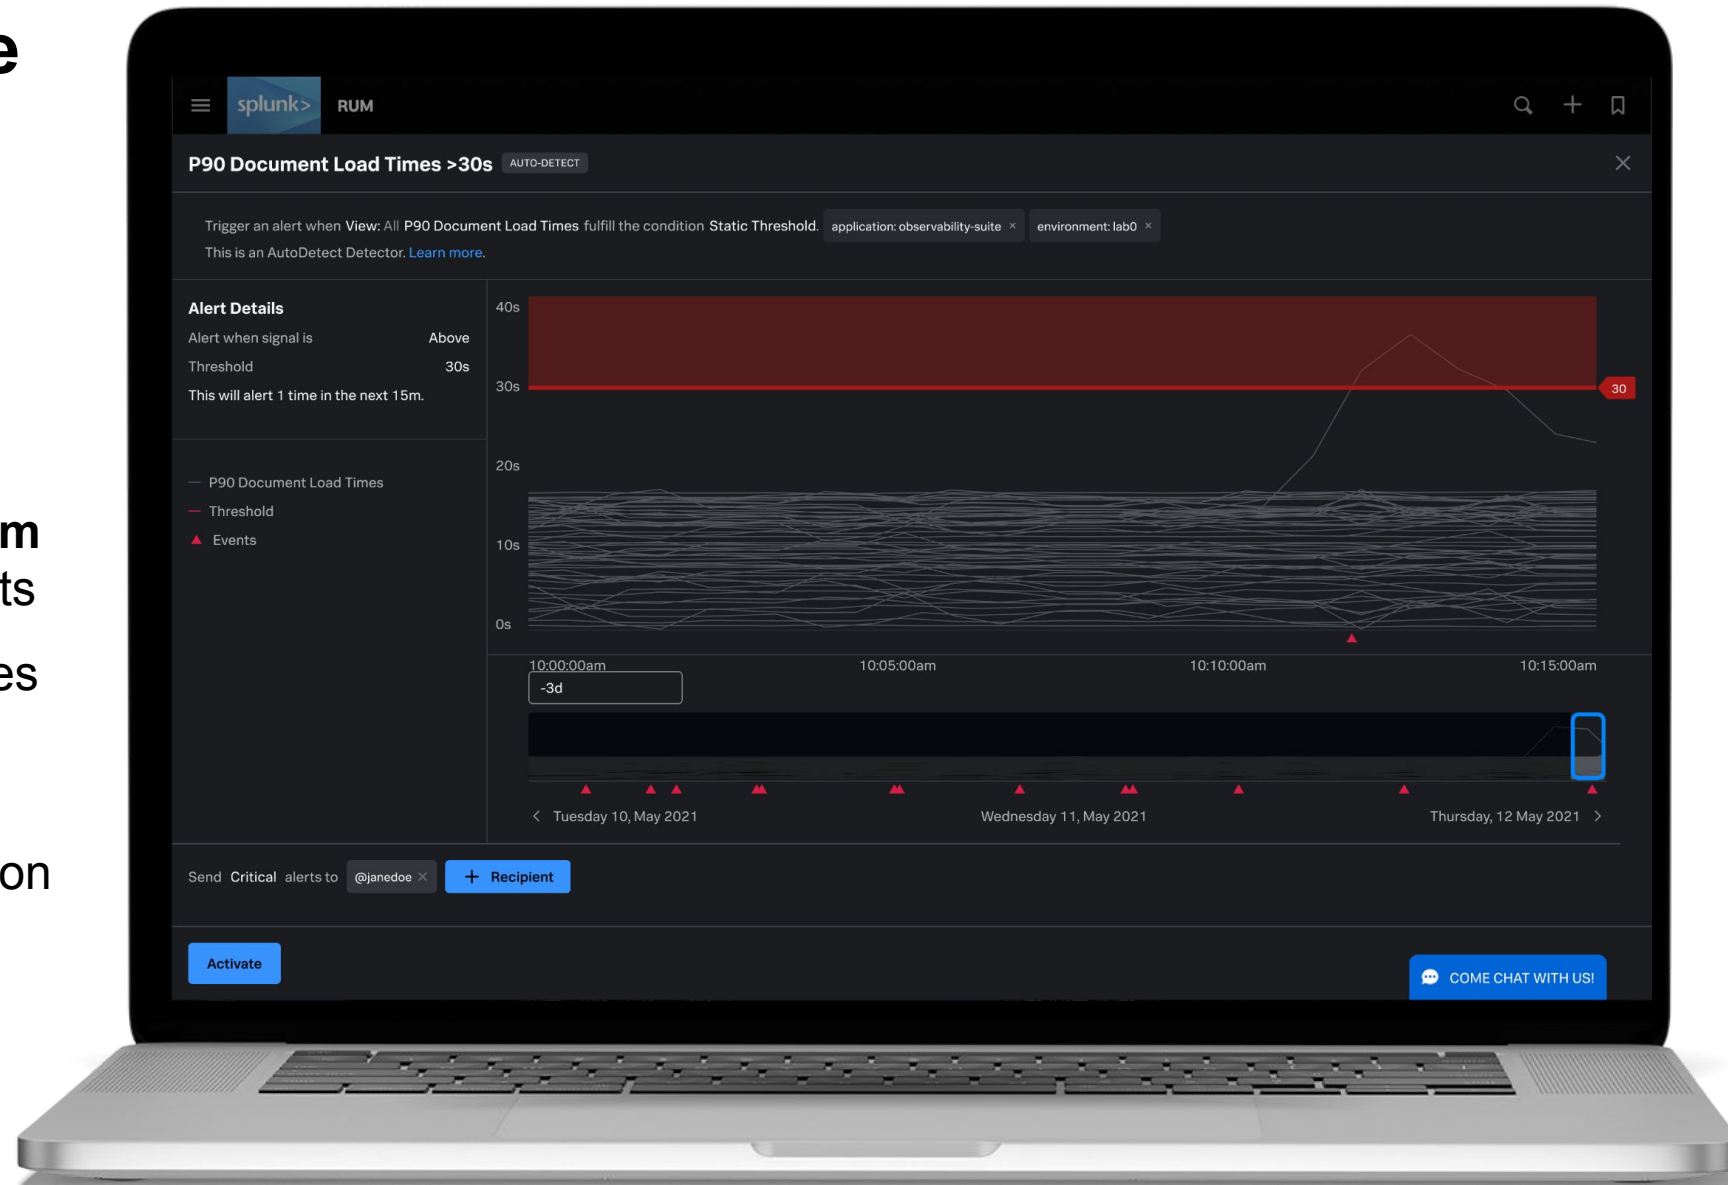 e
m
ts
es
on
splunk> RUM
P90 Document Load Times >30s AUTO-DETECT
Trigger an alert when View: All P90 Document Load Times fulfill the condition Static Threshold. application: observability-suite × environment: lab0 ×
This is an AutoDetect Detector. Learn more.
Alert Details
Alert when signal is Above
Threshold 30s
This will alert 1 time in the next 15m.
P90 Document Load Times
Threshold
Events
40s
30s
30
20s
10s
0s
10:00:00am 10:05:00am 10:10:00am 10:15:00am
-3d
< Tuesday 10, May 2021 Wednesday 11, May 2021 Thursday, 12 May 2021 >
Send Critical alerts to @janedoe × + Recipient
Activate
COME CHAT WITH US!